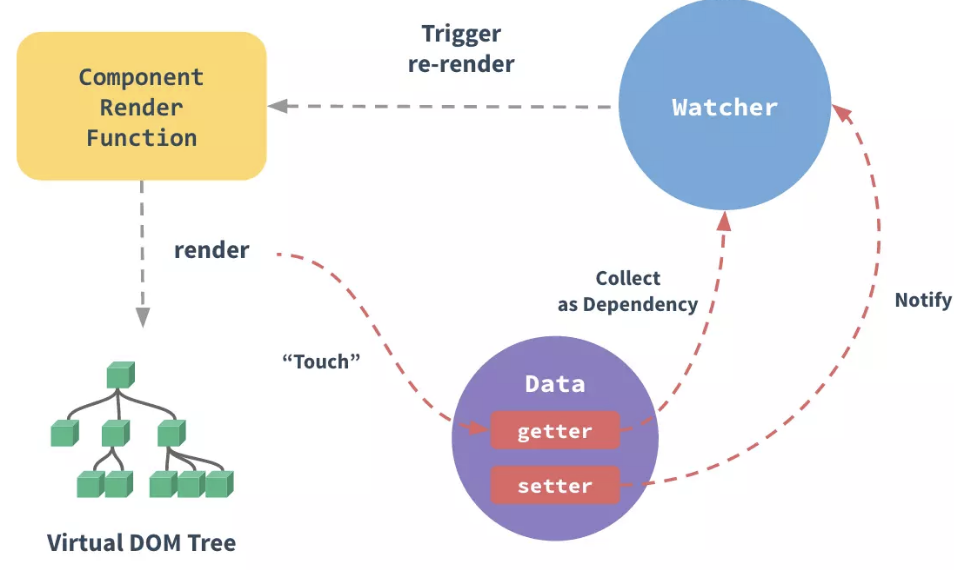 Trigger
re-render
Component
Render
Function
Watcher
render
Collect
as Dependency
Notify
“Touch”
Data
getter
setter
Virtual DOM Tree